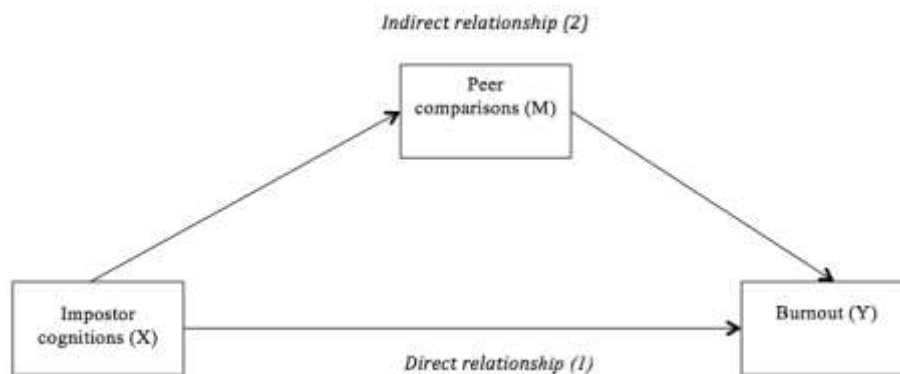 Indirect relationship (2)
Peer
comparisons (M)
Impostor
cognitions (X)
Burnout (Y)
Direct relationship (1)